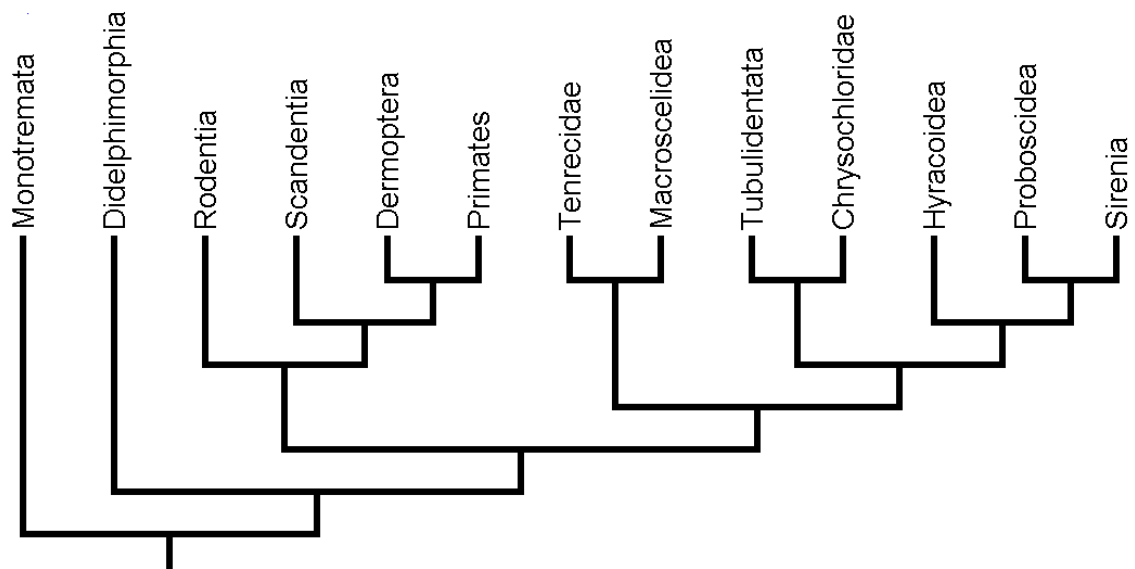 Monotremata
Didelphimorphia
Rodentia
Scandentia
Dermoptera
Primates
Tenrecidae
Macroscelidea
Tubulidentata
Chrysochloridae
Hyracoidea
Proboscidea
Sirenia